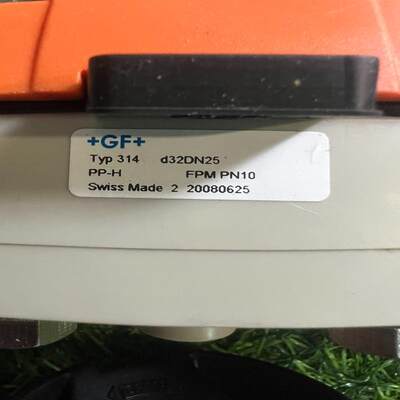 +GF+
Typ 314 d32DN25
PP-H FPM PN10
Swiss Made 2 20080625